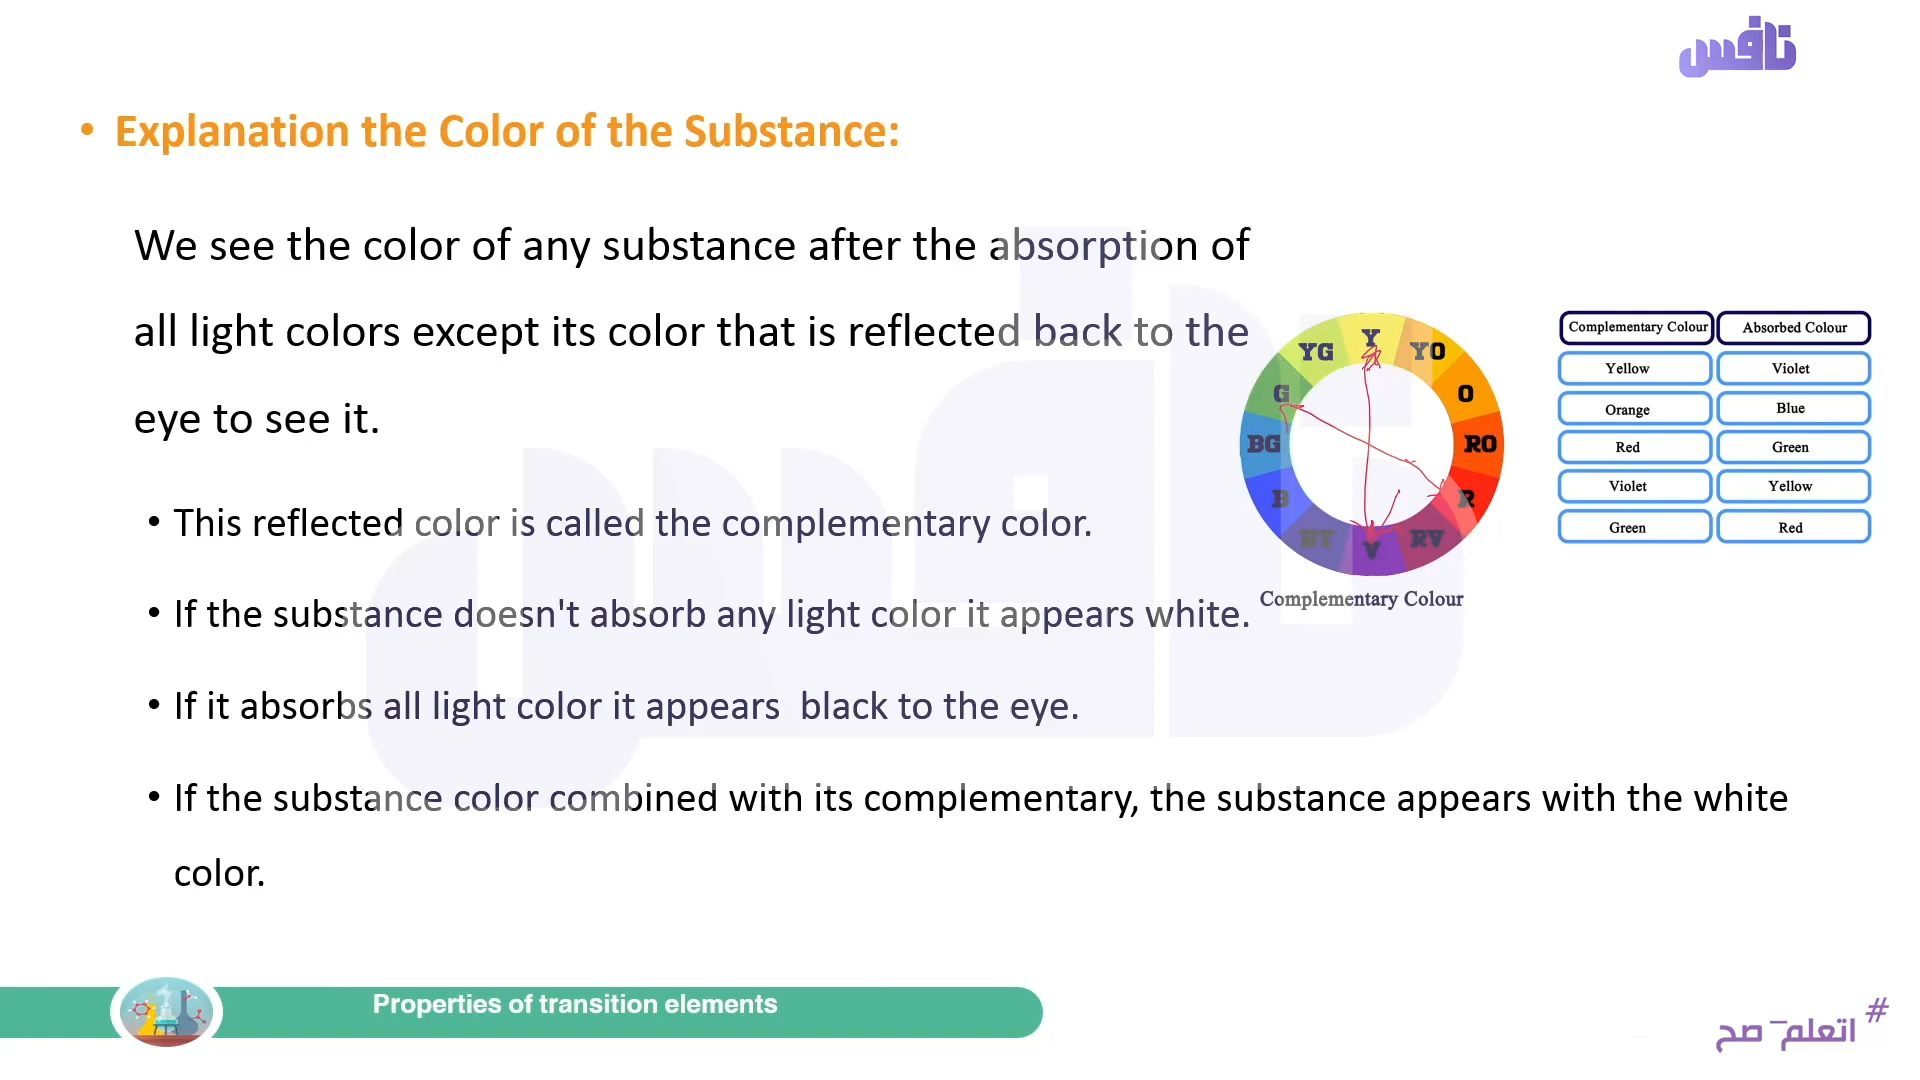 نافس
• Explanation the Color of the Substance:
We see the color of any substance after the absorption of
all light colors except its color that is reflected back to the
eye to see it.
• This reflected color is called the complementary color.
• If the substance doesn't absorb any light color it appears white.
• If it absorbs all light color it appears black to the eye.
• If the substance color combined with its complementary, the substance appears with the white
color.
Y
YG YO
G O
BG RO
B R
RV
V
Complementary Colour
Complementary Colour Absorbed Colour
Yellow Violet
Orange Blue
Red Green
Violet Yellow
Green Red
Properties of transition elements
#اتعلم_صح